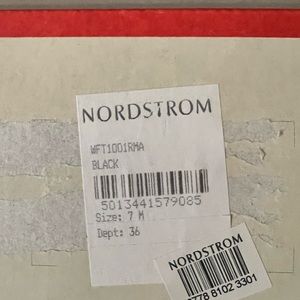 NORDSTROM
WFT1001RMA
BLACK
5013441579085
Size: 7 M
Dept: 36
NORDSTROM
778 8102 3301